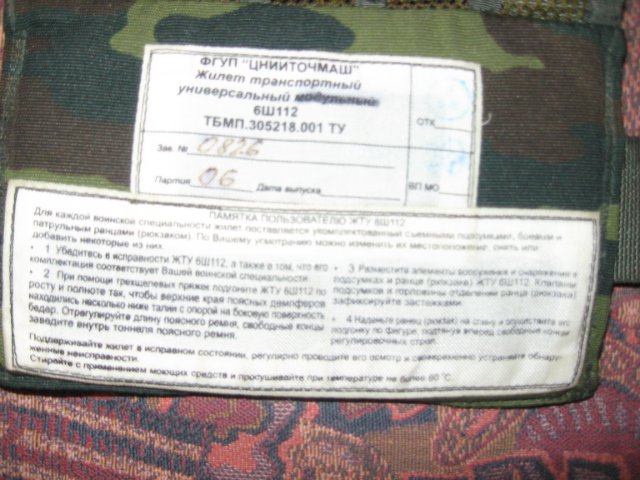 ФГУП "ЦНИИТОЧМАШ"
Жилет транспортный
универсальный модульный
6Ш112
ТБМП.305218.001 ТУ
ОТК
Зав. № 0826
Партия 06 Дата выпуска
ВП МО
ПАМЯТКА ПОЛЬЗОВАТЕЛЮ ЖТУ 6Ш112
Для каждой воинской специальности жилет поставляется укомплектованный съемными подсумками, боевыми и
патрульным ранцами (рюкзаком). По Вашему усмотрению можно изменить их местоположение, снять или
добавить некоторые из них.
• 1 Убедитесь в исправности ЖТУ 6Ш112, а также в том, что его
комплектация соответствует Вашей воинской специальности.
• 2 При помощи трехщелевых пряжек подгоните ЖТУ 6Ш112 по
росту и полноте так, чтобы верхние края поясных демпферов
находились несколько ниже талии с опорой на боковую поверхность
бедер. Отрегулируйте длину поясного ремня, свободные концы
заведите внутрь тоннеля поясного ремня.
• 3 Разместите элементы вооружения и снаряжения в
подсумках и ранце (рюкзаке) ЖТУ 6Ш112. Клапаны
подсумков и горловины отделения ранца (рюкзака)
зафиксируйте застежками.
• 4 Наденьте ранец (рюкзак) на спину и осуществите его
подгонку по фигуре, подтянув вперед свободные концы
регулировочных строп.
Поддерживайте жилет в исправном состоянии, регулярно проводите его осмотр и своевременно устраняйте обнару-
женные неисправности.
Стирайте с применением моющих средств и просушивайте при температуре не более 60 °С